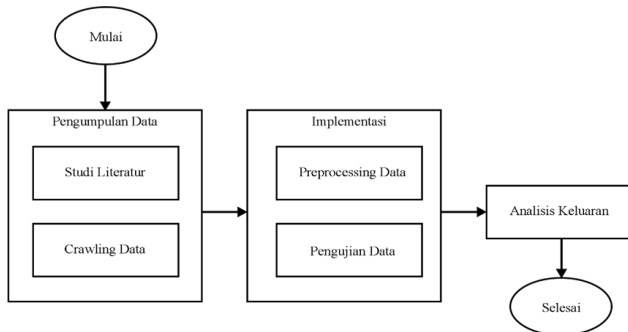 Mulai
Pengumpulan Data
Studi Literatur
Crawling Data
Implementasi
Preprocessing Data
Pengujian Data
Analisis Keluaran
Selesai